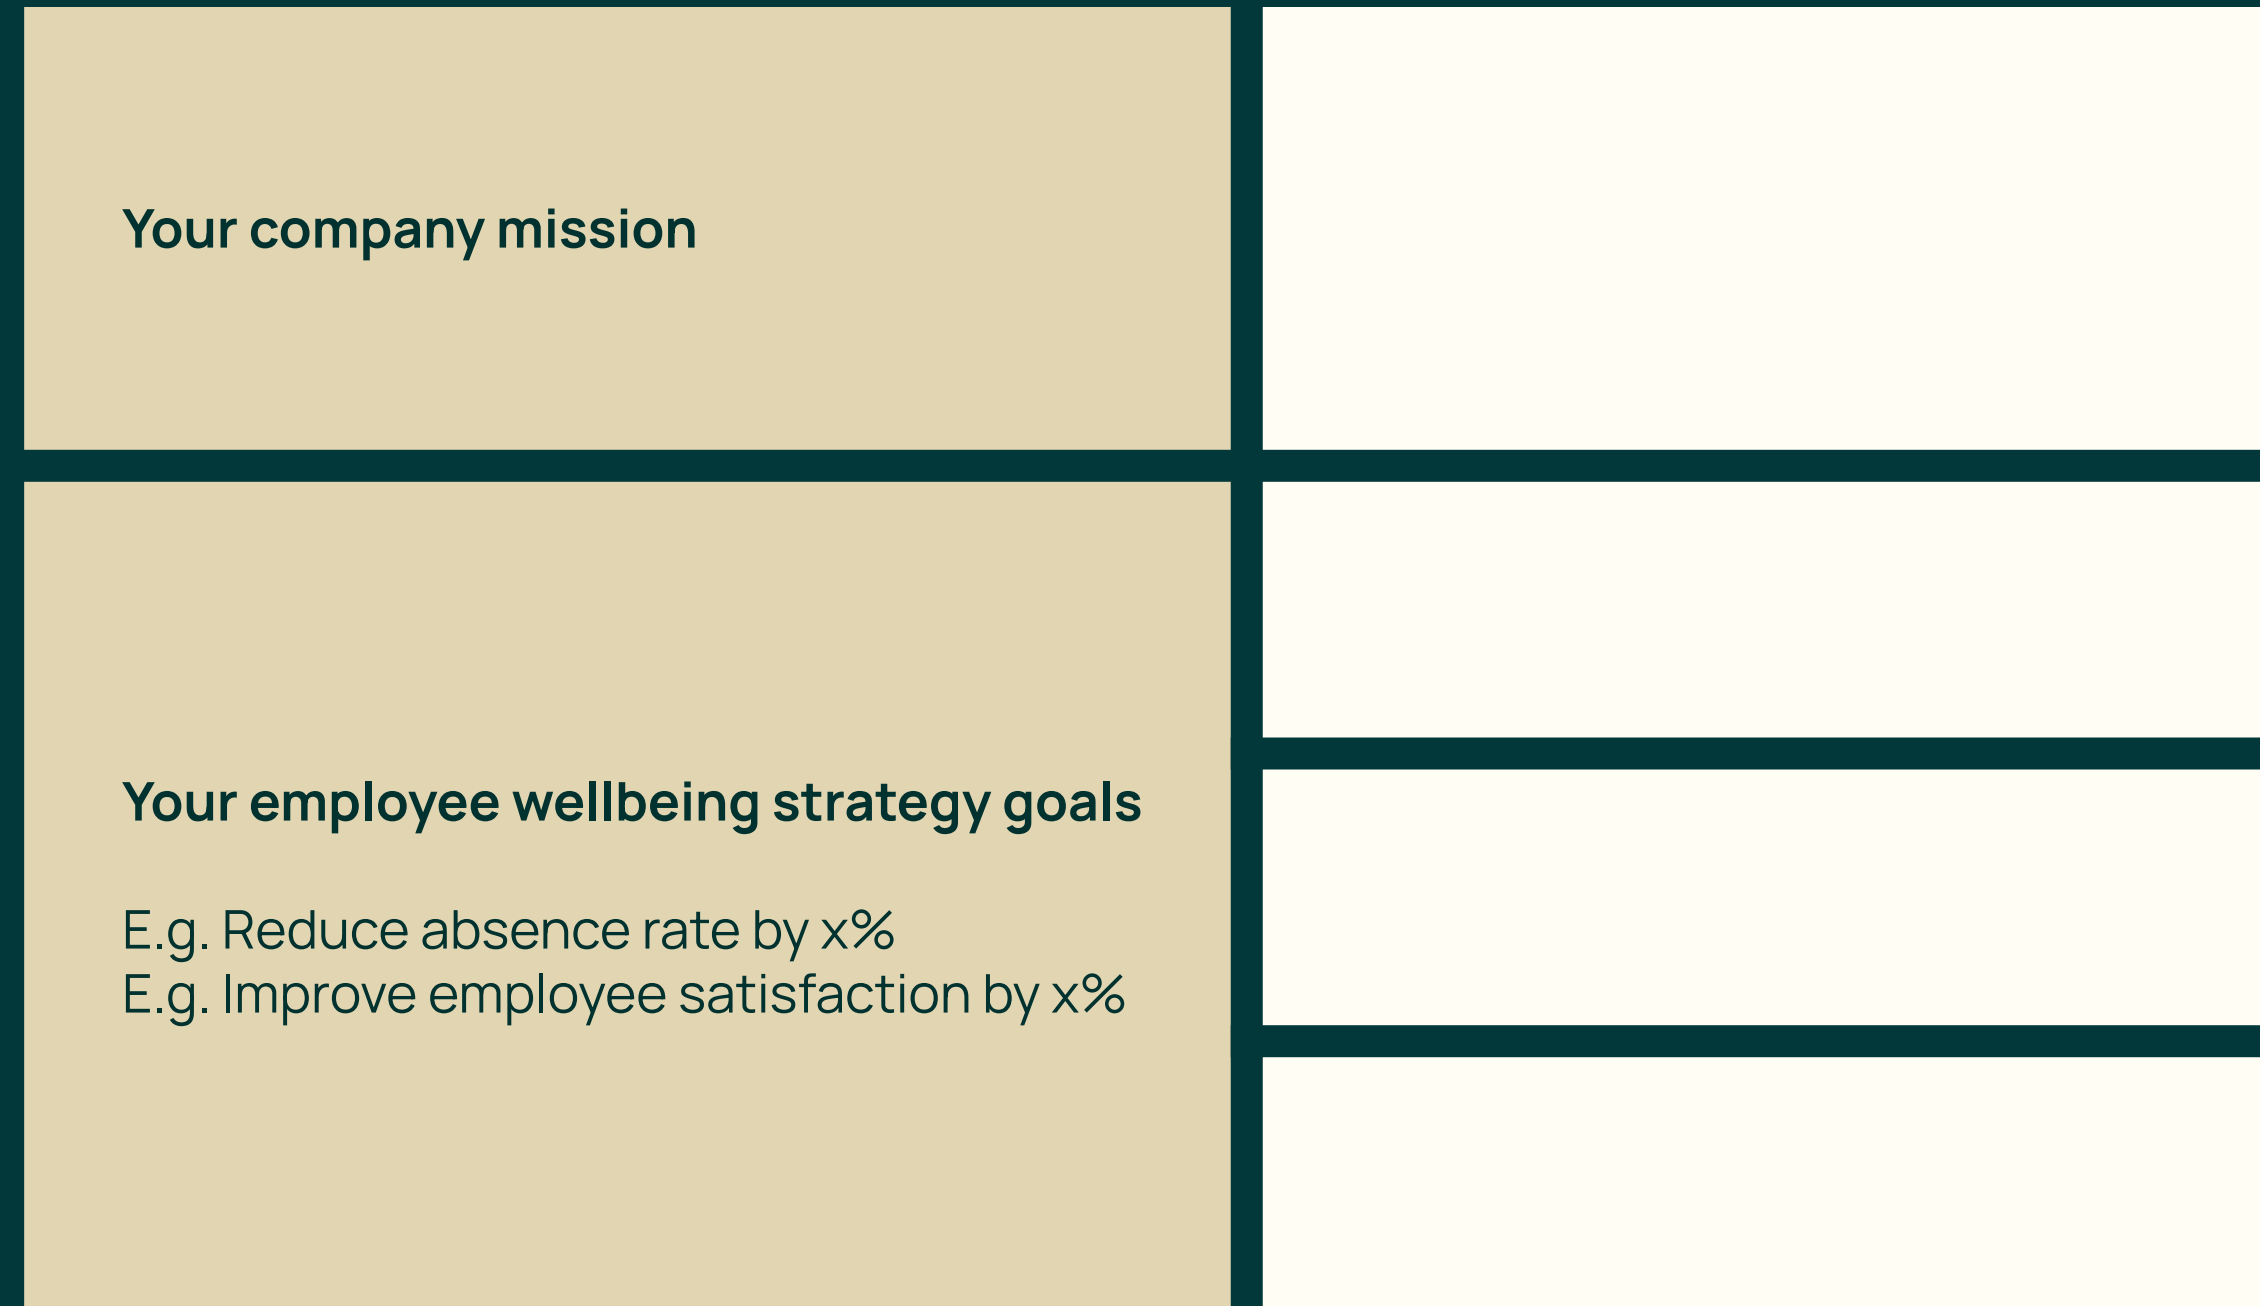 Your company mission
Your employee wellbeing strategy goals
E.g. Reduce absence rate by x%
E.g. Improve employee satisfaction by x%